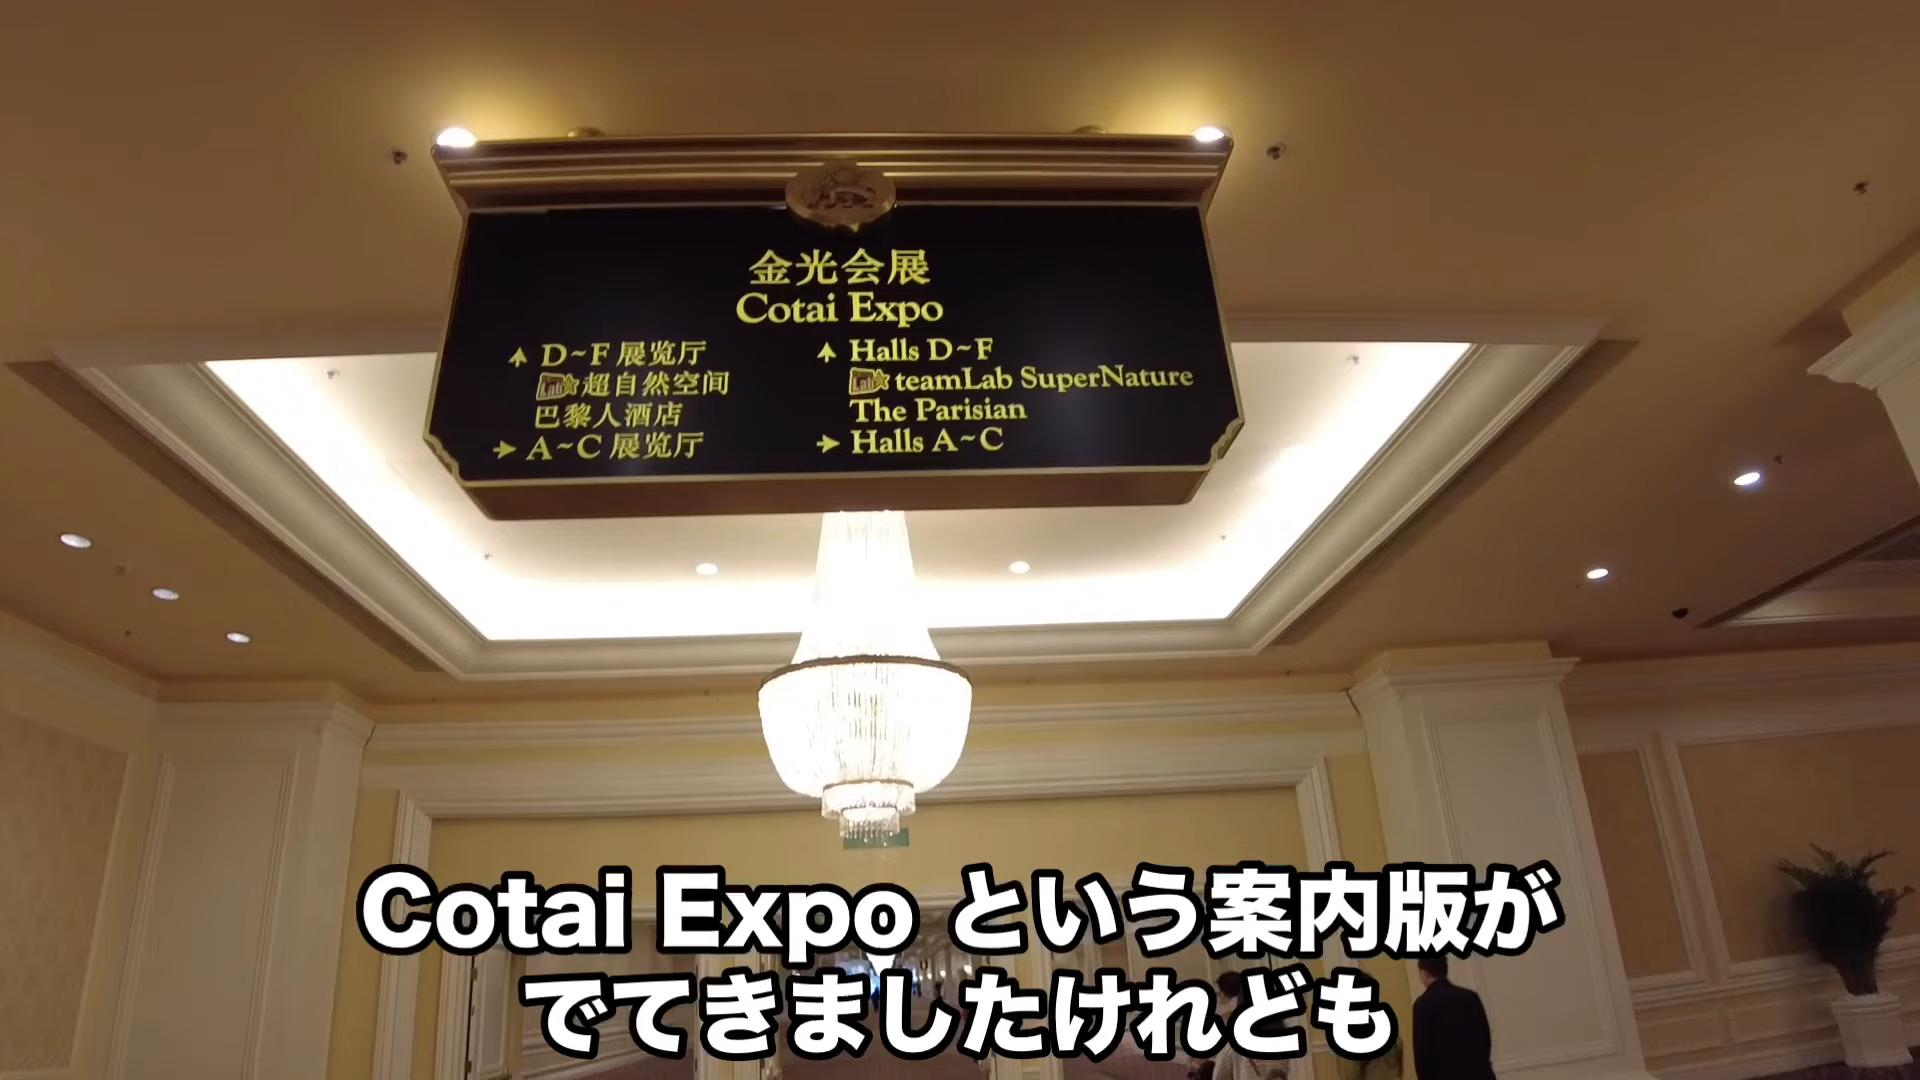 金光会展
Cotai Expo
D~F 展览厅
Lab 超自然空间
巴黎人酒店
A~C 展览厅
Halls D~F
Lab teamLab SuperNature
The Parisian
Halls A~C
Cotai Expo という案内版が
でてきましたけれども